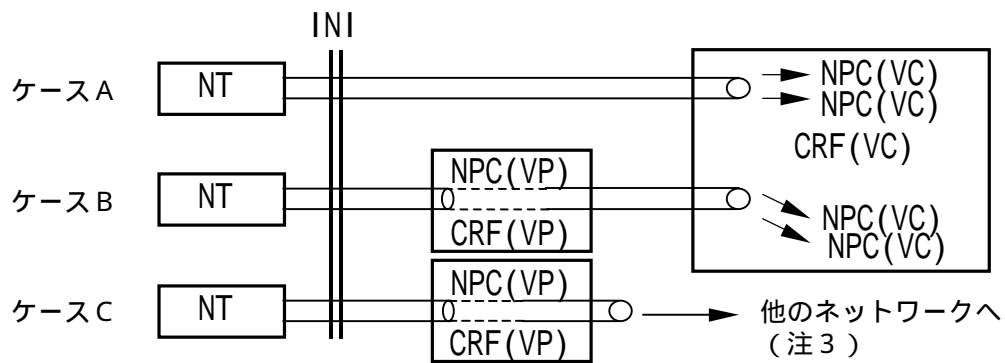 INI
ケースA
NT
NPC(VC)
NPC(VC)
CRF(VC)
ケースB
NT
NPC(VP)
CRF(VP)
NPC(VC)
NPC(VC)
ケースC
NT
NPC(VP)
CRF(VP)
他のネットワークへ
(注3)